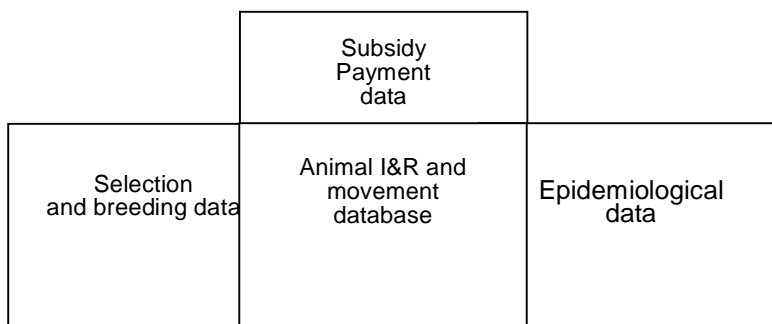 Subsidy
Payment
data
Selection
and breeding data
Animal I&R and
movement
database
Epidemiological
data